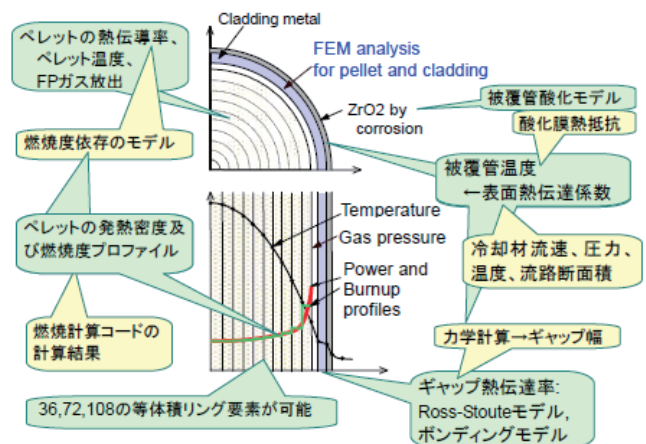 ペレットの熱伝導率、
ペレット温度、
FPガス放出
Cladding metal
FEM analysis
for pellet and cladding
ZrO2 by
corrosion
被覆管酸化モデル
酸化膜熱抵抗
燃焼度依存のモデル
被覆管温度
←表面熱伝達係数
ペレットの発熱密度及
び燃焼度プロファイル
Temperature
Gas pressure
Power and
Burnup
profiles
冷却材流速、圧力、
温度、流路断面積
燃焼計算コードの
計算結果
力学計算→ギャップ幅
36,72,108の等体積リング要素が可能
ギャップ熱伝達率:
Ross-Stouteモデル,
ボンディングモデル